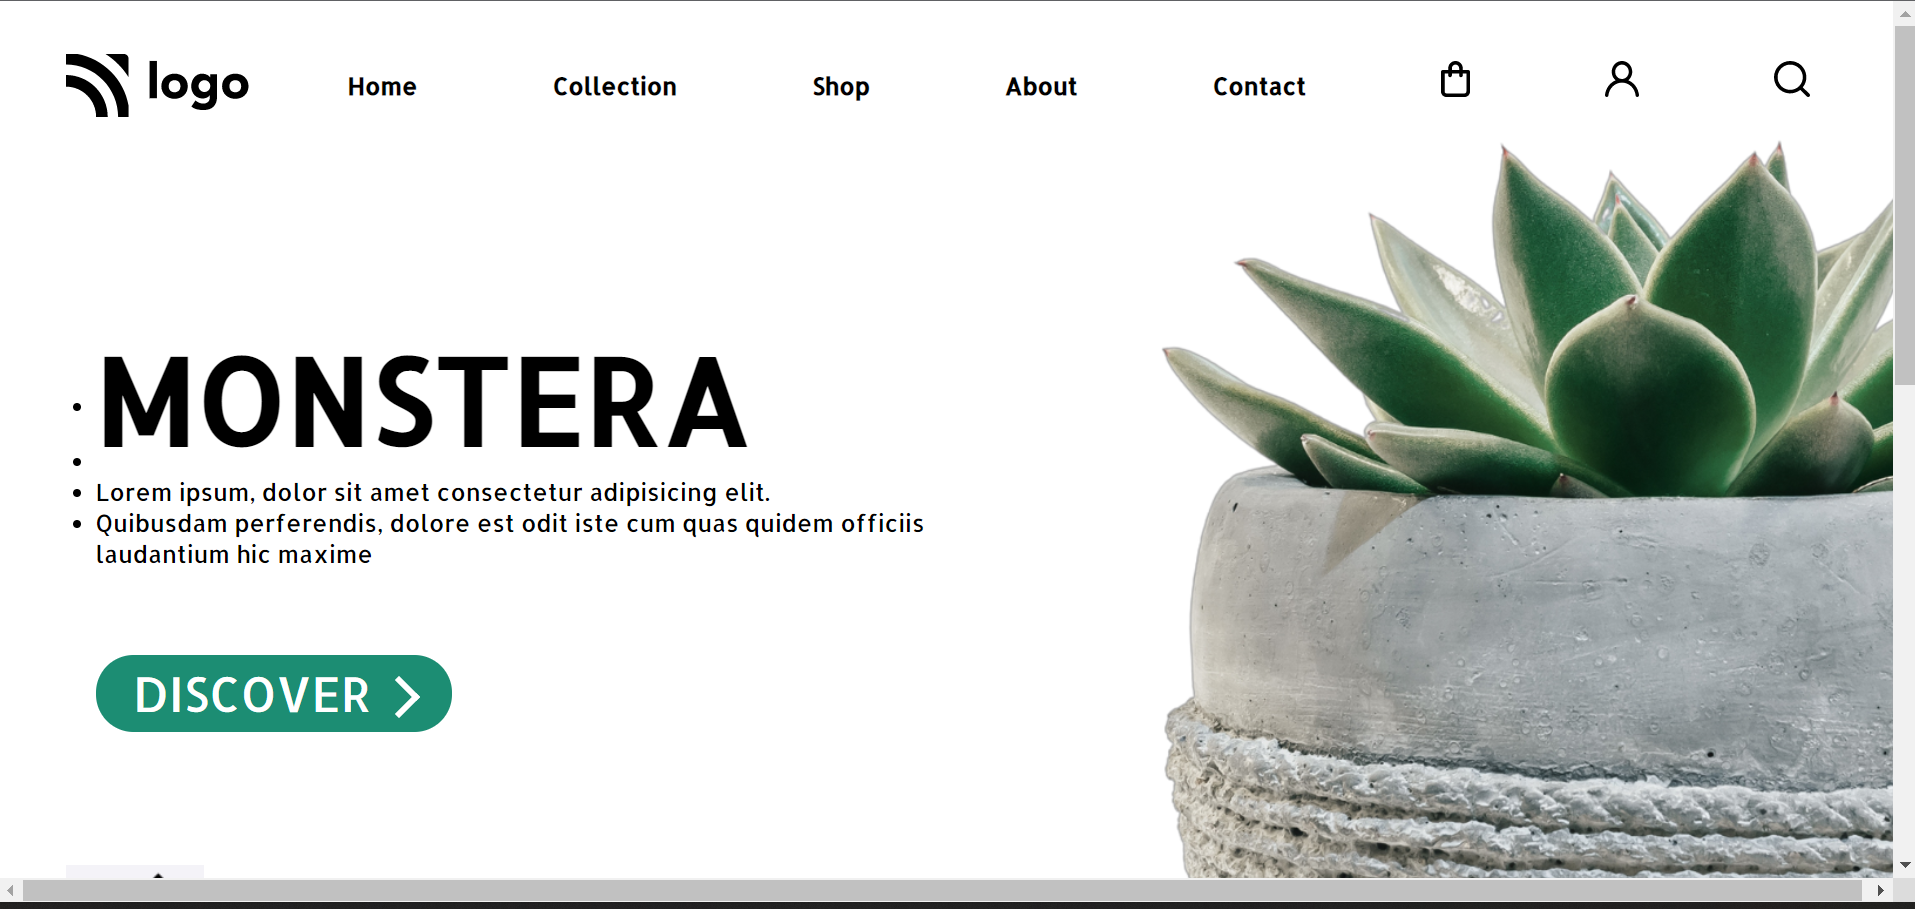 logo
Home
Collection
Shop
About
Contact
MONSTERA
Lorem ipsum, dolor sit amet consectetur adipisicing elit.
Quibusdam perferendis, dolore est odit iste cum quas quidem officiis
laudantium hic maxime
DISCOVER